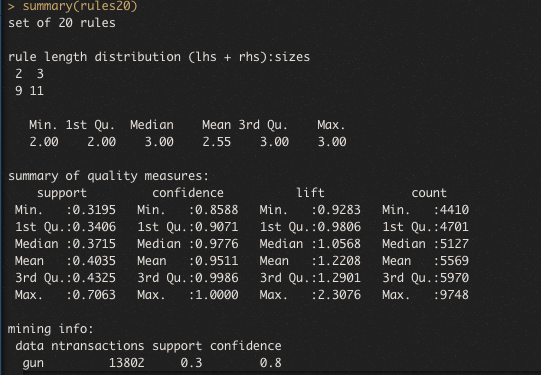 > summary(rules20)
set of 20 rules
rule length distribution (lhs + rhs):sizes
2 3
9 11
Min. 1st Qu. Median Mean 3rd Qu. Max.
2.00 2.00 3.00 2.55 3.00 3.00
summary of quality measures:
support confidence lift count
Min. :0.3195 Min. :0.8588 Min. :0.9283 Min. :4410
1st Qu.:0.3406 1st Qu.:0.9071 1st Qu.:0.9806 1st Qu.:4701
Median :0.3715 Median :0.9776 Median :1.0568 Median :5127
Mean :0.4035 Mean :0.9511 Mean :1.2208 Mean :5569
3rd Qu.:0.4325 3rd Qu.:0.9986 3rd Qu.:1.2901 3rd Qu.:5970
Max. :0.7063 Max. :1.0000 Max. :2.3076 Max. :9748
mining info:
data ntransactions support confidence
gun 13802 0.3 0.8